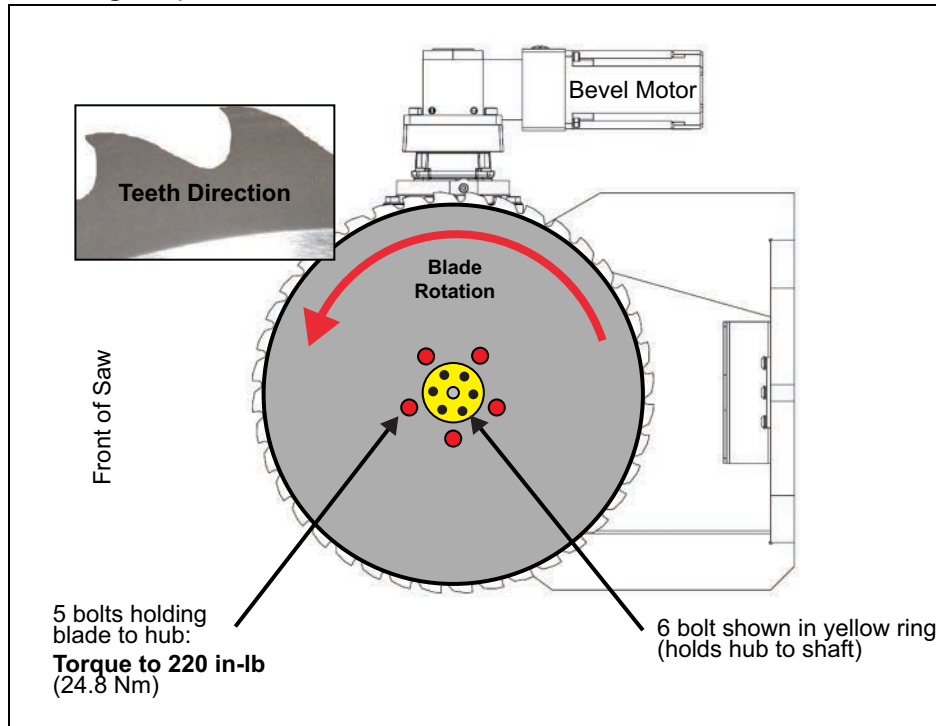 Bevel Motor
Teeth Direction
Blade
Rotation
Front of Saw
5 bolts holding
blade to hub:
Torque to 220 in-lb
(24.8 Nm)
6 bolt shown in yellow ring
(holds hub to shaft)